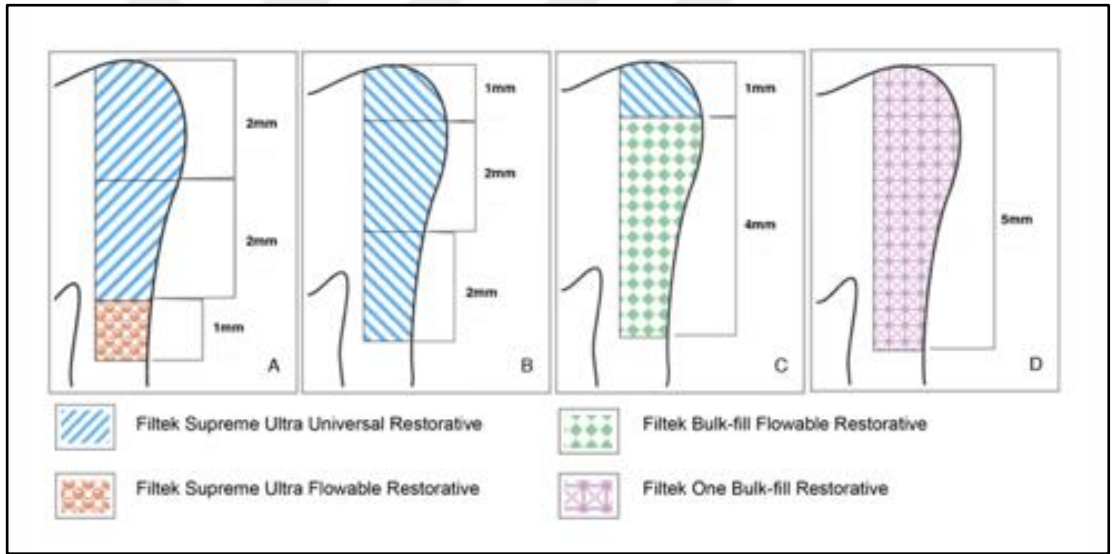 2mm
2mm
1mm
A
1mm
2mm
2mm
B
1mm
4mm
C
5mm
D
Filtek Supreme Ultra Universal Restorative
Filtek Bulk-fill Flowable Restorative
Filtek Supreme Ultra Flowable Restorative
Filtek One Bulk-fill Restorative